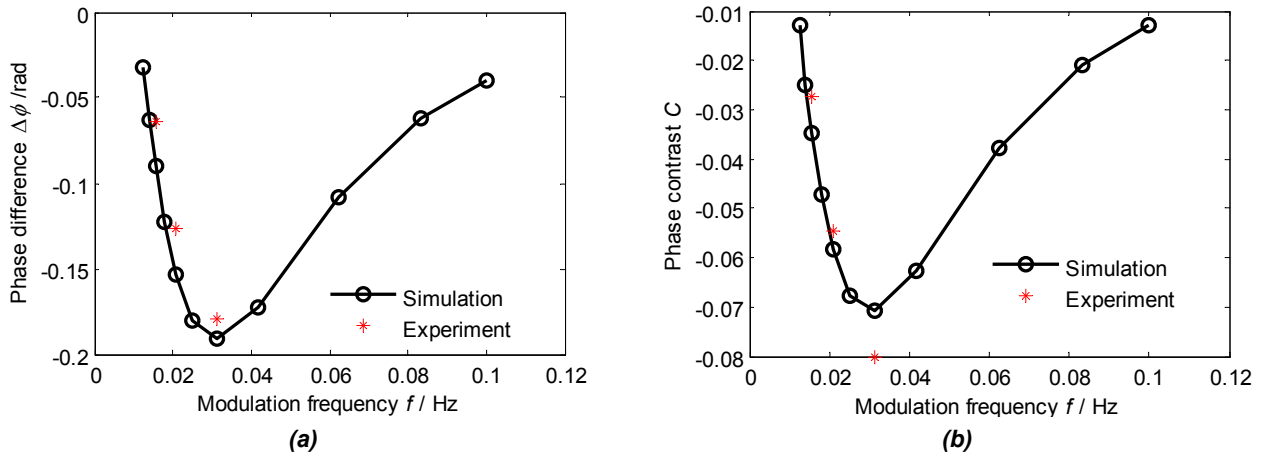 0
-0.05
-0.1
-0.15
-0.2
0
0.02
0.04
0.06
0.08
0.1
0.12
Phase difference Δϕ /rad
Modulation frequency f / Hz
Simulation
Experiment
(a)
-0.01
-0.02
-0.03
-0.04
-0.05
-0.06
-0.07
-0.08
0
0.02
0.04
0.06
0.08
0.1
0.12
Phase contrast C
Modulation frequency f / Hz
Simulation
Experiment
(b)